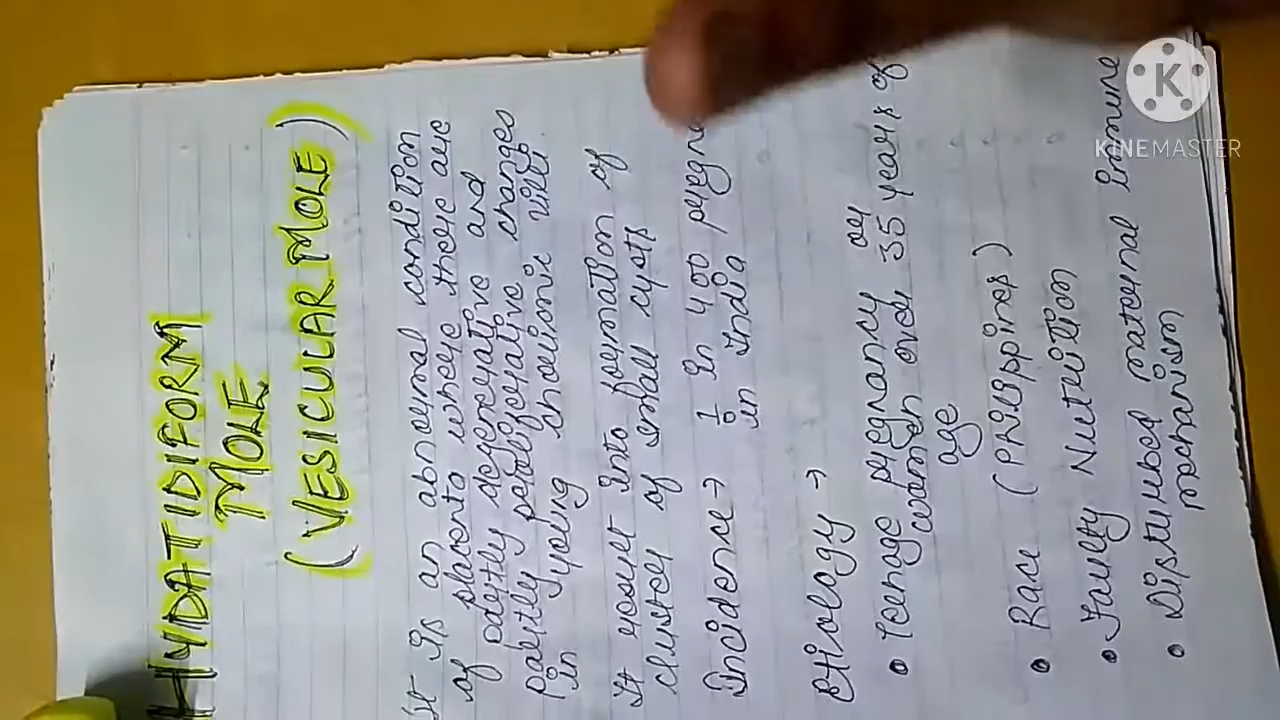 HYDATIDIFORM
MOLE
(VESICULAR MOLE)
It is an abnormal condition
of placenta where there are
partly degenerative and
partly proliferative changes
in young chorionic villi.
It result into formation of
cluster of small cysts
Incidence → 1 in 400 pregn
in India
Etiology →
• Teenage pregnancy or
women over 35 years of
age
• Race (Philippines)
• Faulty Nutrition
• Disturbed maternal immune
mechanism
KINEMASTER